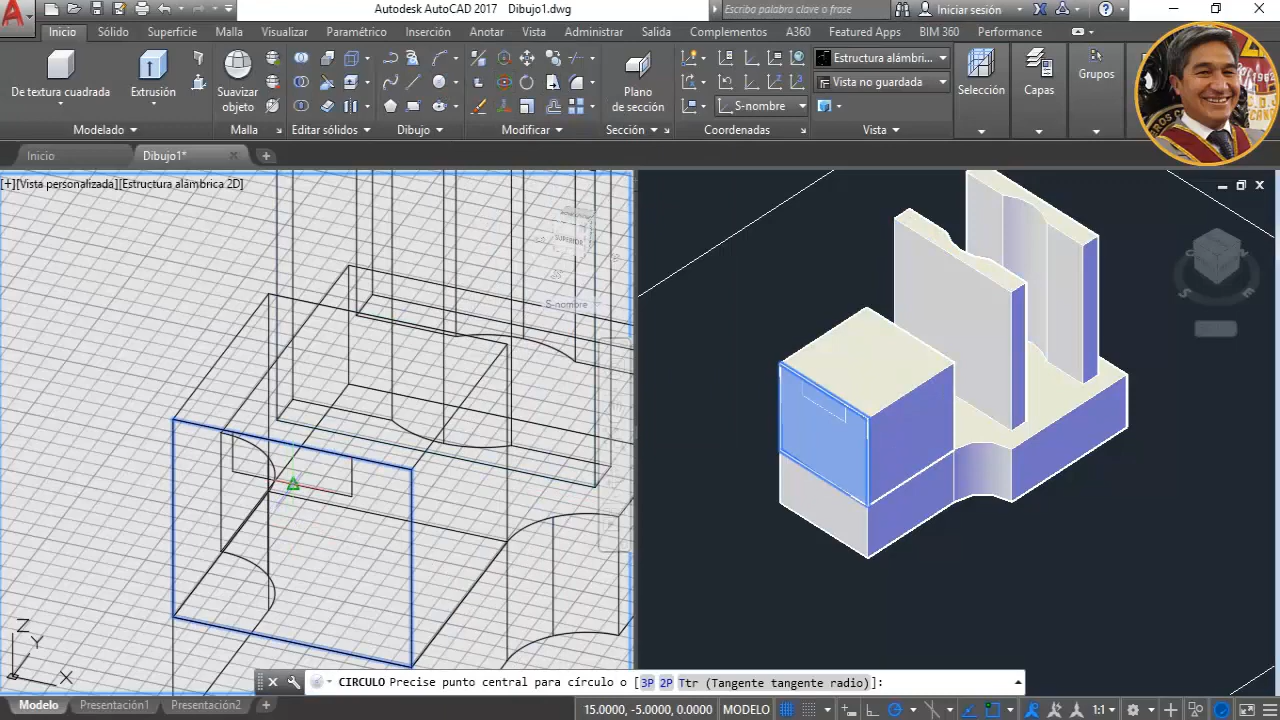 Autodesk AutoCAD 2017 Dibujo1.dwg
Escriba palabra clave o frase
Iniciar sesión
Inicio Sólido Superficie Malla Visualizar Paramétrico Inserción Anotar Vista Administrar Salida Complementos A360 Featured Apps BIM 360 Performance
De textura cuadrada
Extrusión
Suavizar
objeto
Plano
de sección
Estructura alámbri...
Vista no guardada
S-nombre
Selección
Capas
Grupos
Modelado Malla Editar sólidos Dibujo Modificar Sección Coordenadas Vista
Inicio Dibujo1*
[+][Vista personalizada][Estructura alámbrica 2D]
SUPERIOR
S-nombre
Z
Y
X
CIRCULO Precise punto central para círculo o [3P 2P Ttr (Tangente tangente radio)]:
Modelo Presentación1 Presentación2 + 15.0000, -5.0000, 0.0000 MODELO 1:1